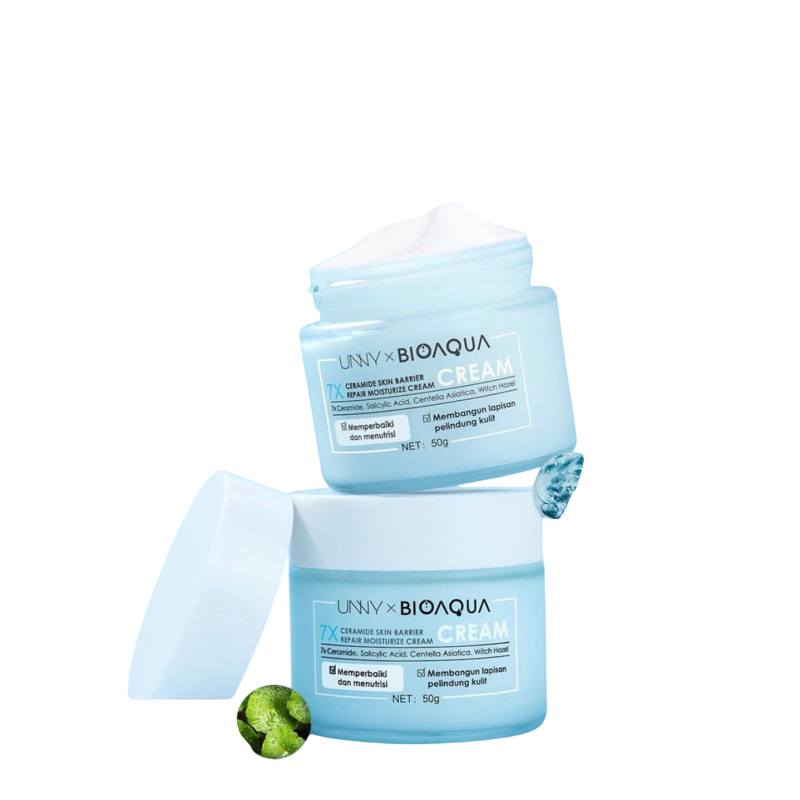 UNNY × BIOAQUA
7X CERAMIDE SKIN BARRIER
REPAIR MOISTURIZE CREAM CREAM
7x Ceramide, Salicylic Acid, Centella Asiatica, Witch Hazel
☑ Memperbaiki
dan menutrisi
☑ Membangun lapisan
pelindung kulit
NET: 50g
UNNY × BIOAQUA
7X CERAMIDE SKIN BARRIER
REPAIR MOISTURIZE CREAM CREAM
7x Ceramide, Salicylic Acid, Centella Asiatica, Witch Hazel
☑ Memperbaiki
dan menutrisi
☑ Membangun lapisan
pelindung kulit
NET: 50g